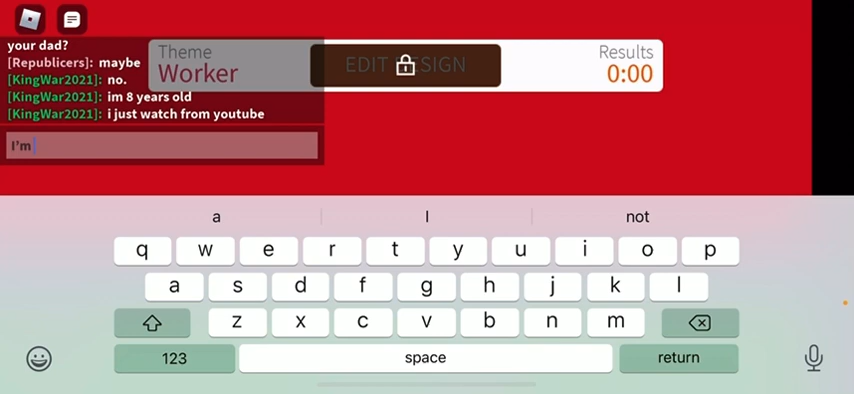 your dad?
[Republicers]: maybe
[KingWar2021]: no.
[KingWar2021]: im 8 years old
[KingWar2021]: i just watch from youtube
I'm
Theme
Worker
EDIT DESIGN
Results
0:00
a I not
q w e r t y u i o p
a s d f g h j k l
z x c v b n m
123 space return